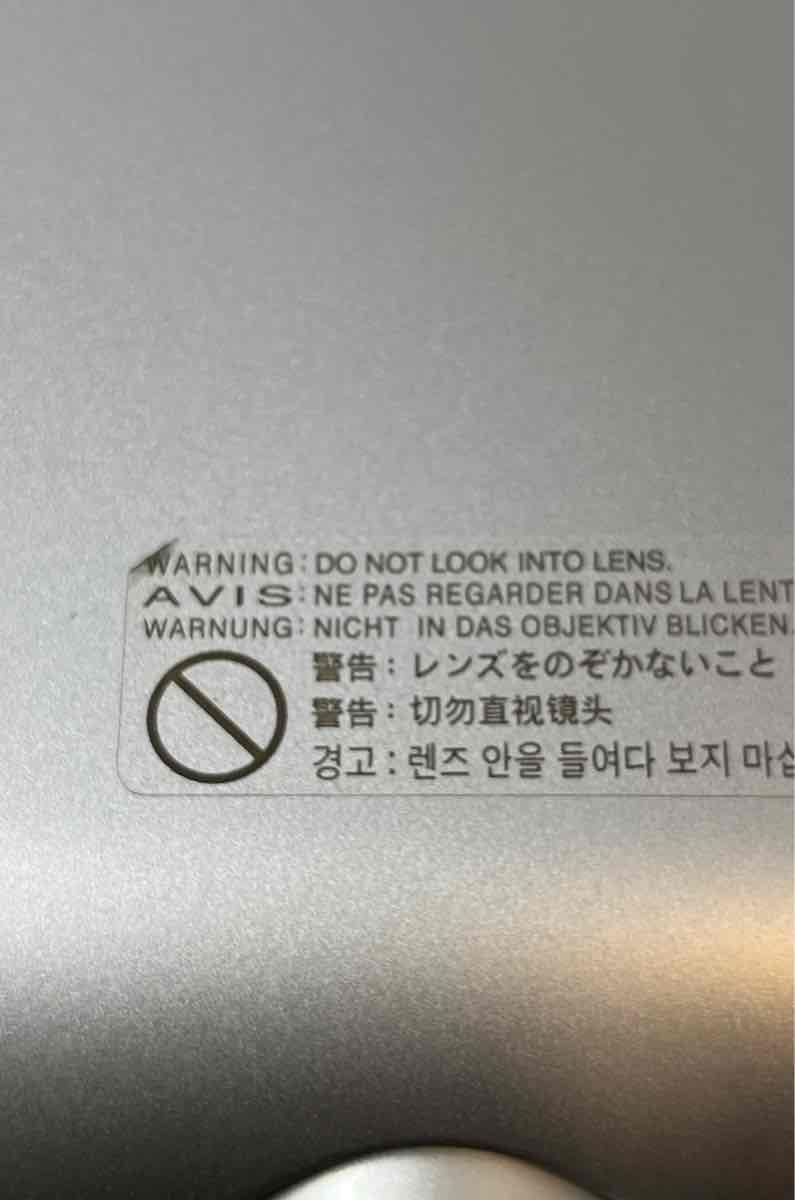 WARNING: DO NOT LOOK INTO LENS.
AVIS: NE PAS REGARDER DANS LA LENT
WARNUNG: NICHT IN DAS OBJEKTIV BLICKEN.
警告: レンズをのぞかないこと
警告: 切勿直视镜头
경고: 렌즈 안을 들여다 보지 마십